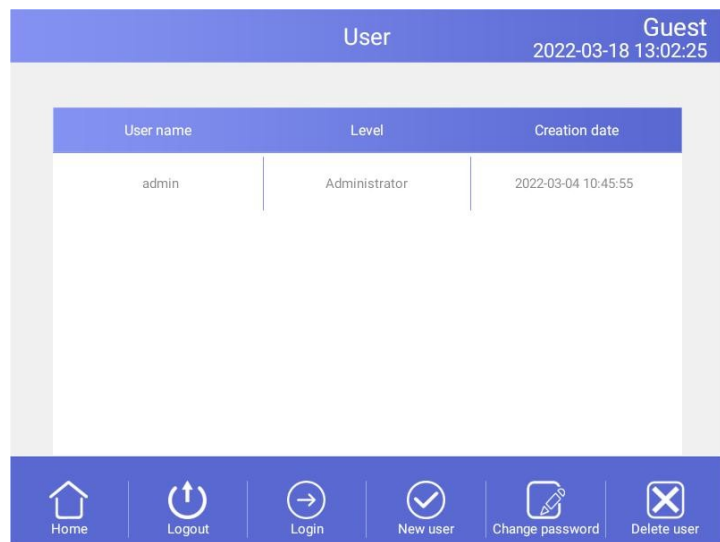 User
Guest
2022-03-18 13:02:25
User name Level Creation date
admin Administrator 2022-03-04 10:45:55
Home Logout Login New user Change password Delete user